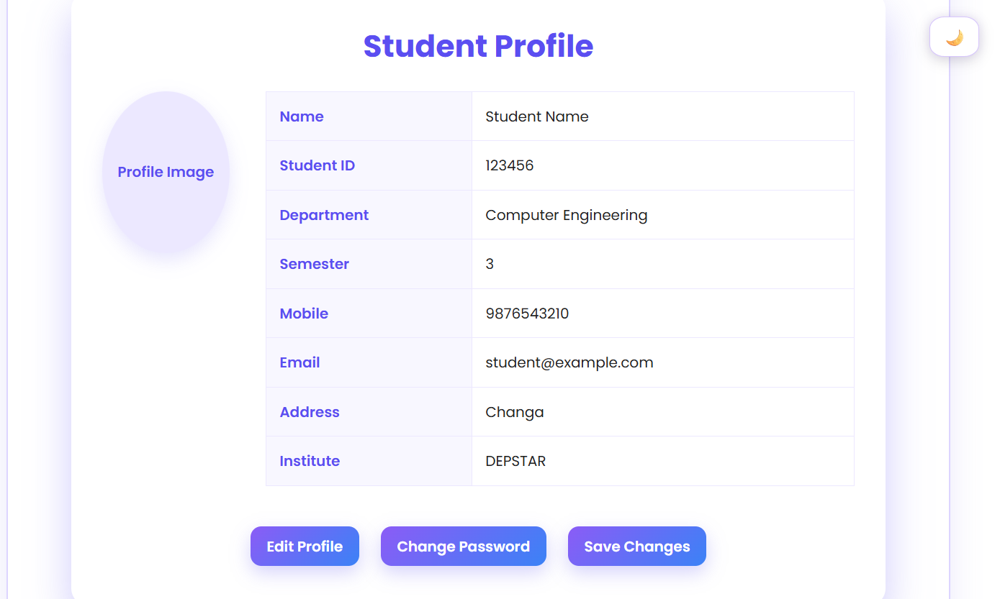 Student Profile
Profile Image
Name Student Name
Student ID 123456
Department Computer Engineering
Semester 3
Mobile 9876543210
Email student@example.com
Address Changa
Institute DEPSTAR
Edit Profile Change Password Save Changes